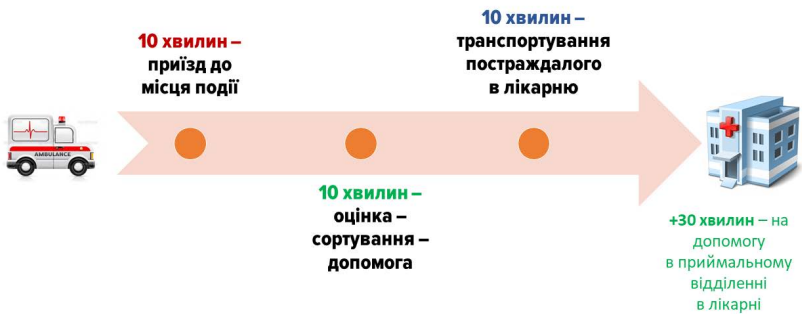 10 хвилин –
приїзд до
місця події
10 хвилин –
транспортування
постраждалого
в лікарню
AMBULANCE
10 хвилин –
оцінка –
сортування –
допомога
+30 хвилин – на
допомогу
в приймальному
відділенні
в лікарні